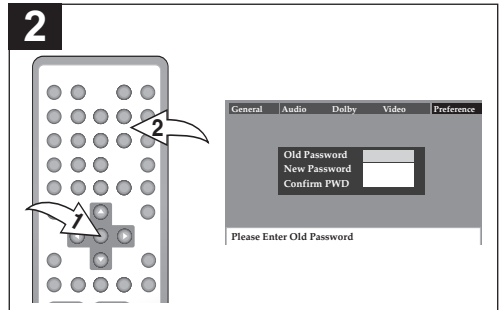 2
2
1
General Audio Dolby Video Preference
Old Password
New Password
Confirm PWD
Please Enter Old Password